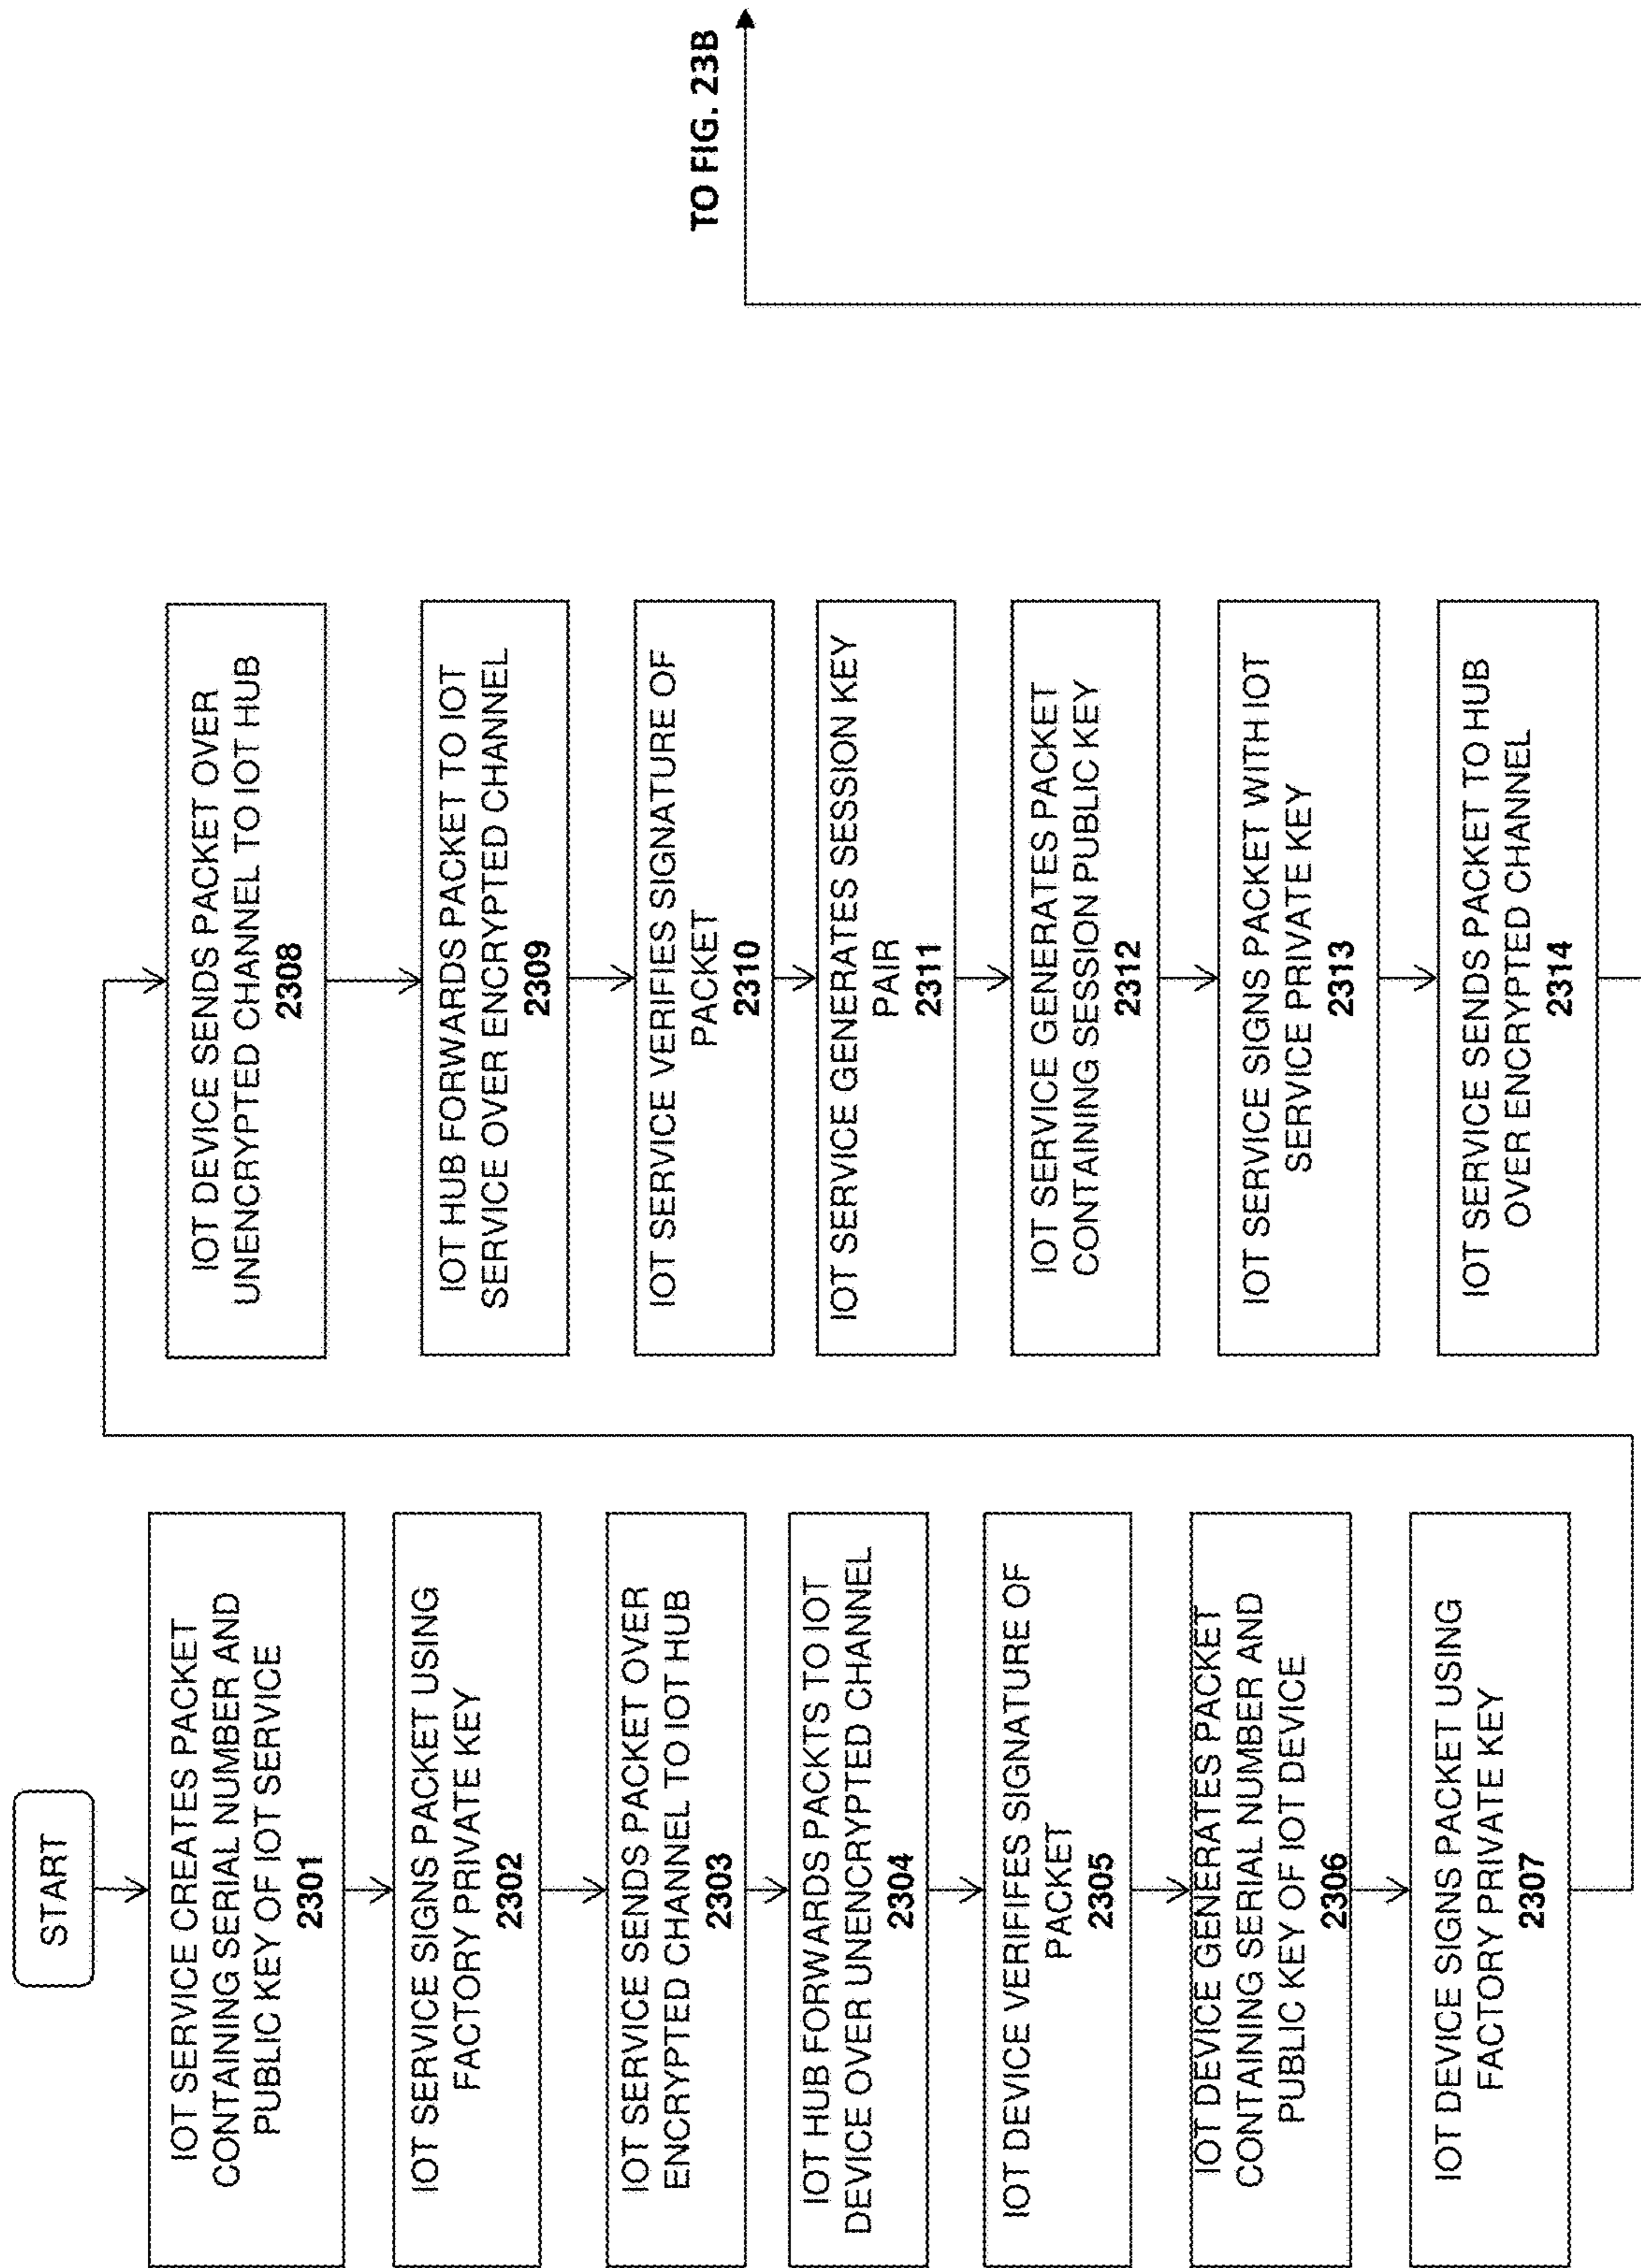 START
IOT SERVICE CREATES PACKET
CONTAINING SERIAL NUMBER AND
PUBLIC KEY OF IOT SERVICE
2301
IOT SERVICE SIGNS PACKET USING
FACTORY PRIVATE KEY
2302
IOT SERVICE SENDS PACKET OVER
ENCRYPTED CHANNEL TO IOT HUB
2303
IOT HUB FORWARDS PACKTS TO IOT
DEVICE OVER UNENCRYPTED CHANNEL
2304
IOT DEVICE VERIFIFES SIGNATURE OF
PACKET
2305
IOT DEVICE GENERATES PACKET
CONTAINING SERIAL NUMBER AND
PUBLIC KEY OF IOT DEVICE
2306
IOT DEVICE SIGNS PACKET USING
FACTORY PRIVATE KEY
2307
IOT DEVICE SENDS PACKET OVER
UNENCRYPTED CHANNEL TO IOT HUB
2308
IOT HUB FORWARDS PACKET TO IOT
SERVICE OVER ENCRYPTED CHANNEL
2309
IOT SERVICE VERIFIES SIGNATURE OF
PACKET
2310
IOT SERVICE GENERATES SESSION KEY
PAIR
2311
IOT SERVICE GENERATES PACKET
CONTAINING SESSION PUBLIC KEY
2312
IOT SERVICE SIGNS PACKET WITH IOT
SERVICE PRIVATE KEY
2313
IOT SERVICE SENDS PACKET TO HUB
OVER ENCRYPTED CHANNEL
2314
TO FIG. 23B